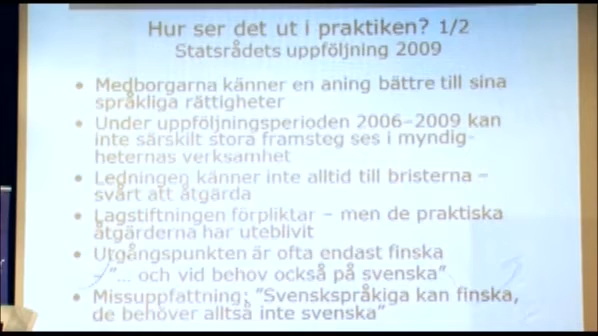 Hur ser det ut i praktiken? 1/2
Statsrådets uppföljning 2009
• Medborgarna känner en aning bättre till sina
språkliga rättigheter
• Under uppföljningsperioden 2006–2009 kan
inte särskilt stora framsteg ses i myndig-
heternas verksamhet
• Ledningen känner inte alltid till bristerna –
svårt att åtgärda
• Lagstiftningen förpliktar – men de praktiska
åtgärderna har uteblivit
• Utgångspunkten är ofta endast finska
–"... och vid behov också på svenska"
• Missuppfattning: "Svenskspråkiga kan finska,
de behöver alltså inte svenska"